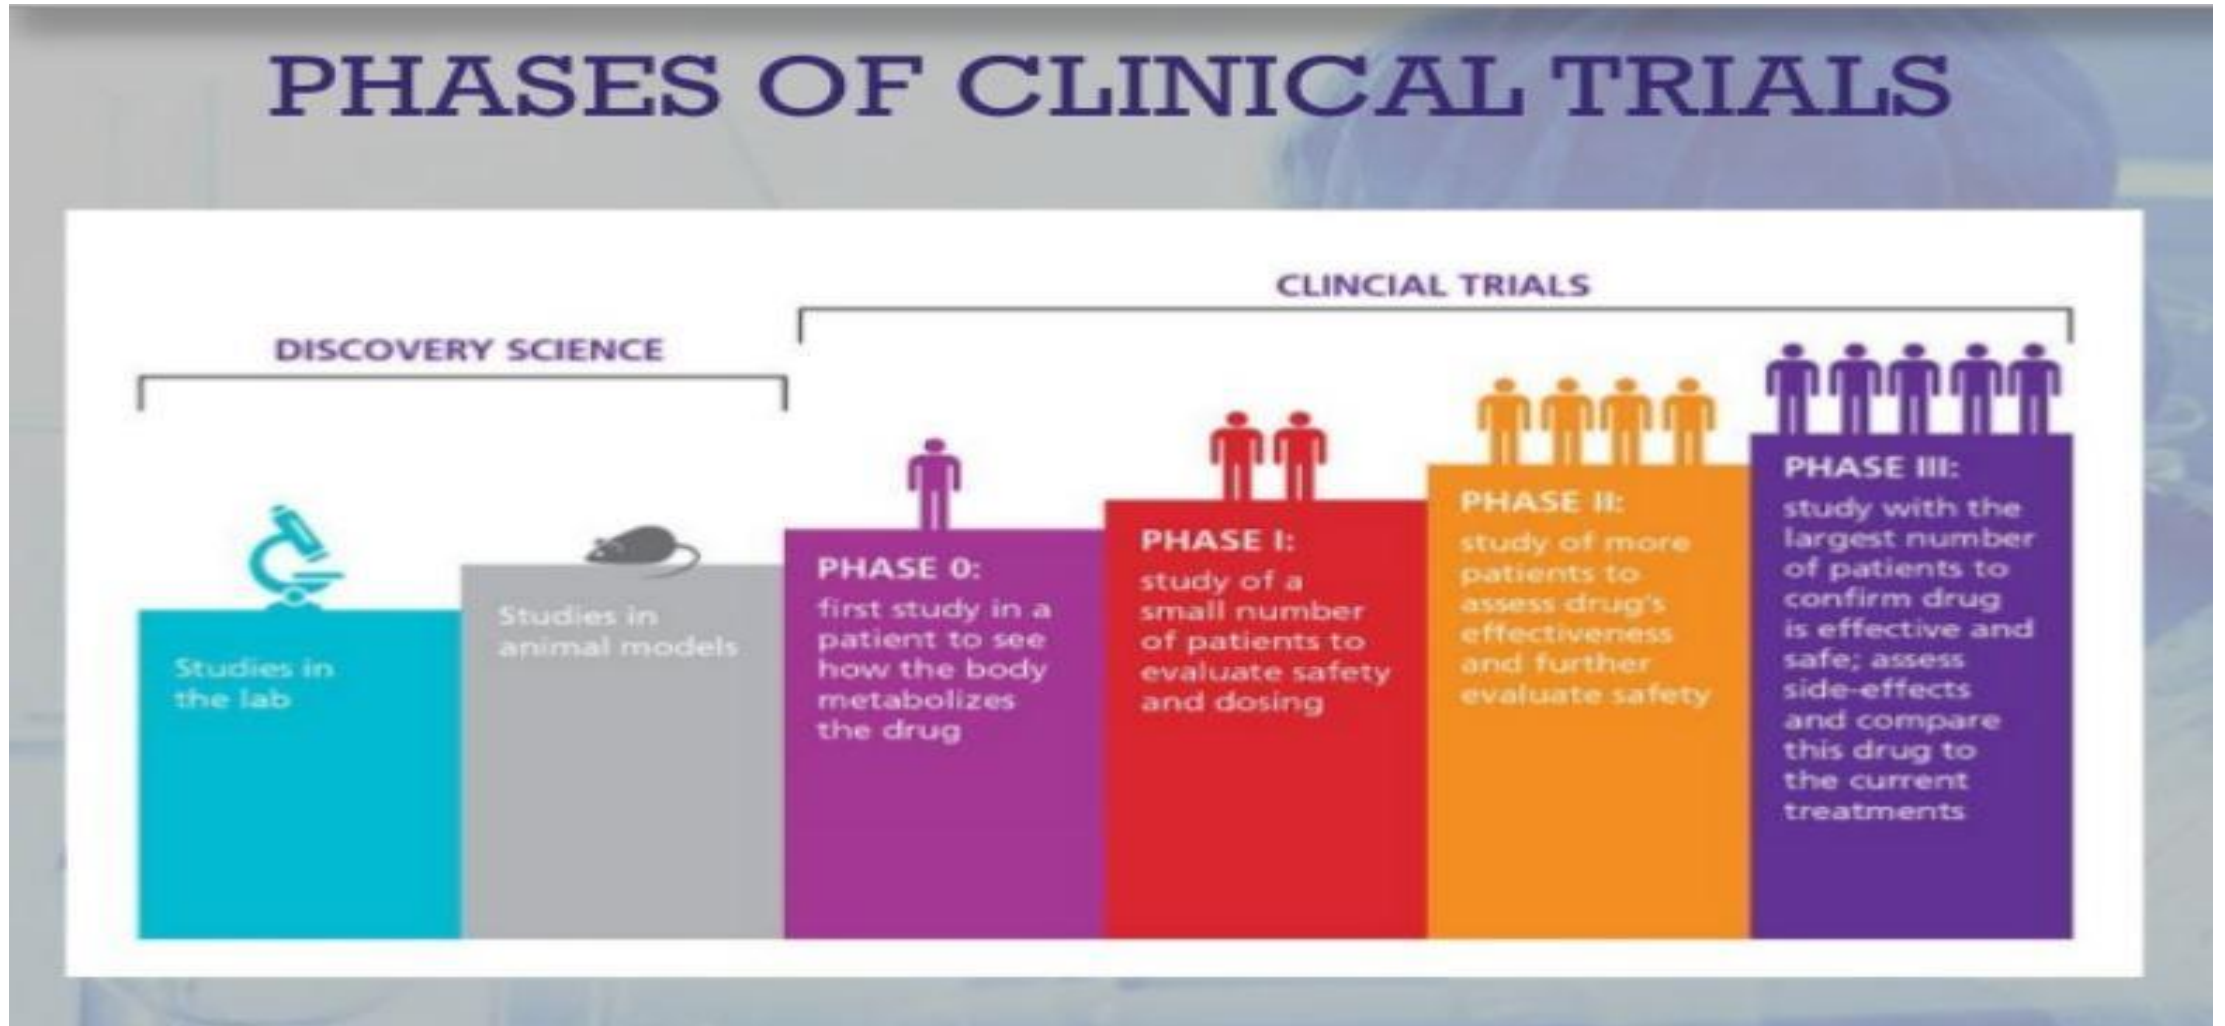 PHASES OF CLINICAL TRIALS
CLINCIAL TRIALS
DISCOVERY SCIENCE
Studies in
the lab
Studies in
animal models
PHASE 0:
first study in a
patient to see
how the body
metabolizes
the drug
PHASE I:
study of a
small number
of patients to
evaluate safety
and dosing
PHASE II:
study of more
patients to
assess drug's
effectiveness
and further
evaluate safety
PHASE III:
study with the
largest number
of patients to
confirm drug
is effective and
safe; assess
side-effects
and compare
this drug to
the current
treatments